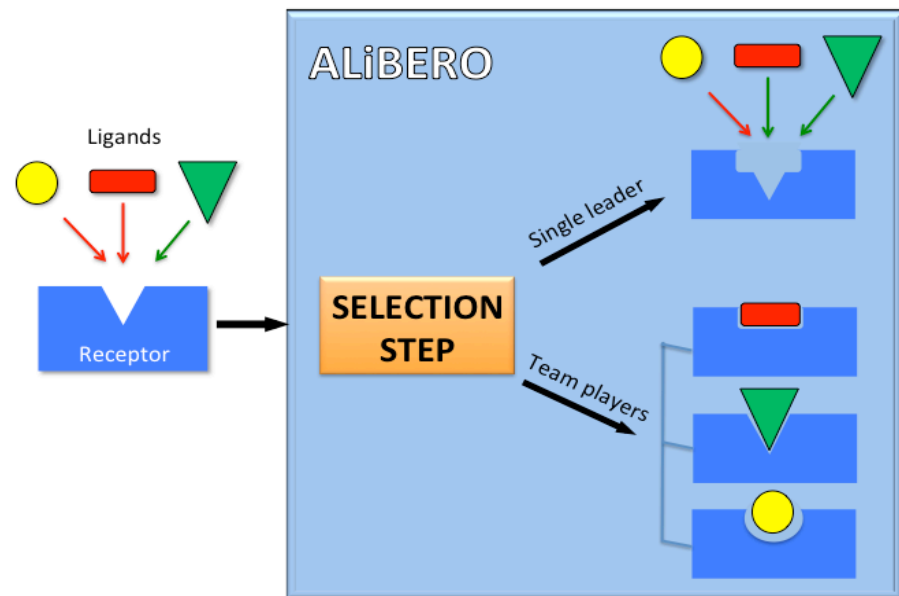 ALiBERO
Ligands
Receptor
SELECTION
STEP
Single leader
Team players